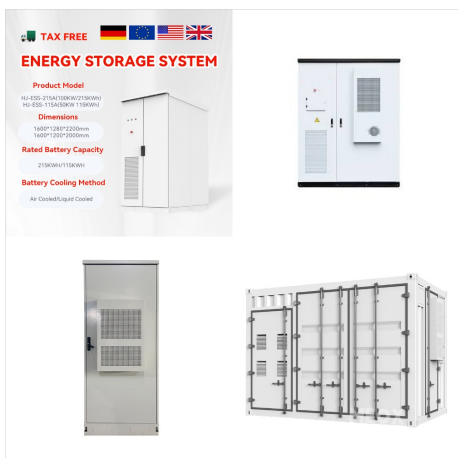 TAX FREE
ENERGY STORAGE SYSTEM
Product Model
HJ-ESS-215A(100KW/215KWh)
HJ-ESS-115A(50KW 115KWh)
Dimensions
1600*1280*2200mm
1600*1200*2000mm
Rated Battery Capacity
215KWH/115KWH
Battery Cooling Method
Air Cooled/Liquid Cooled